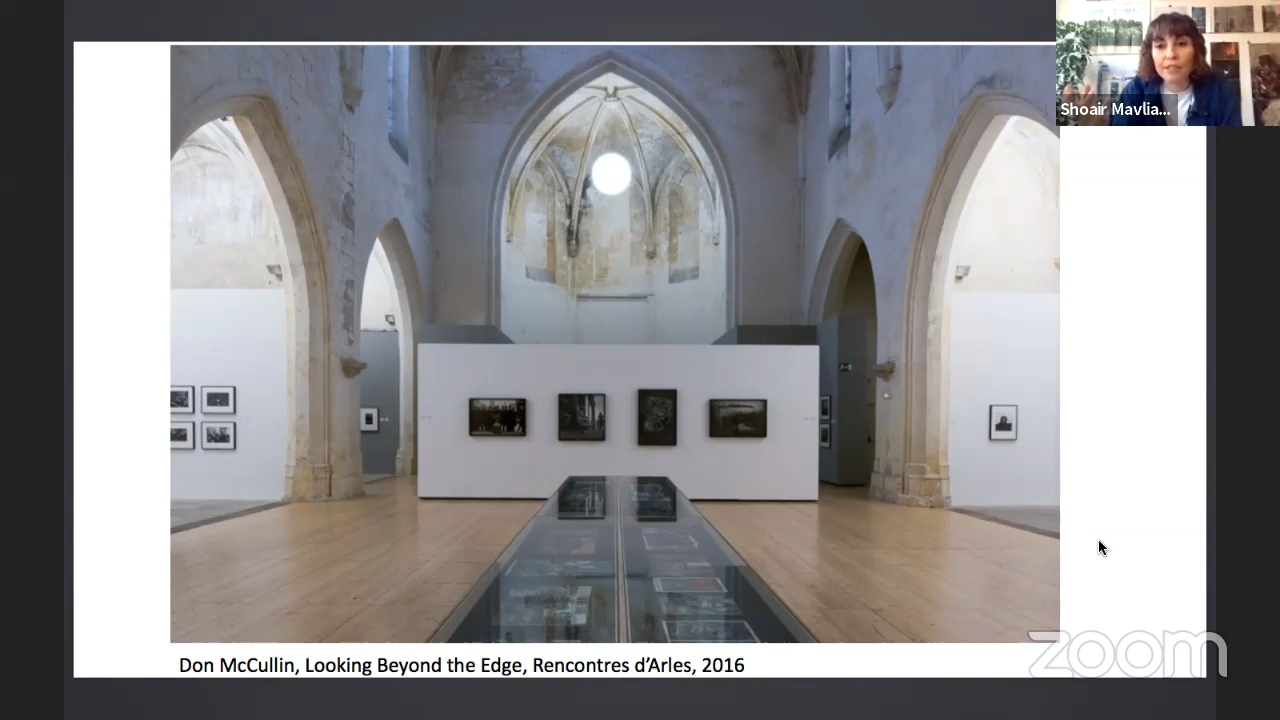 Shoair Mavlia...
Don McCullin, Looking Beyond the Edge, Rencontres d’Arles, 2016
zoom